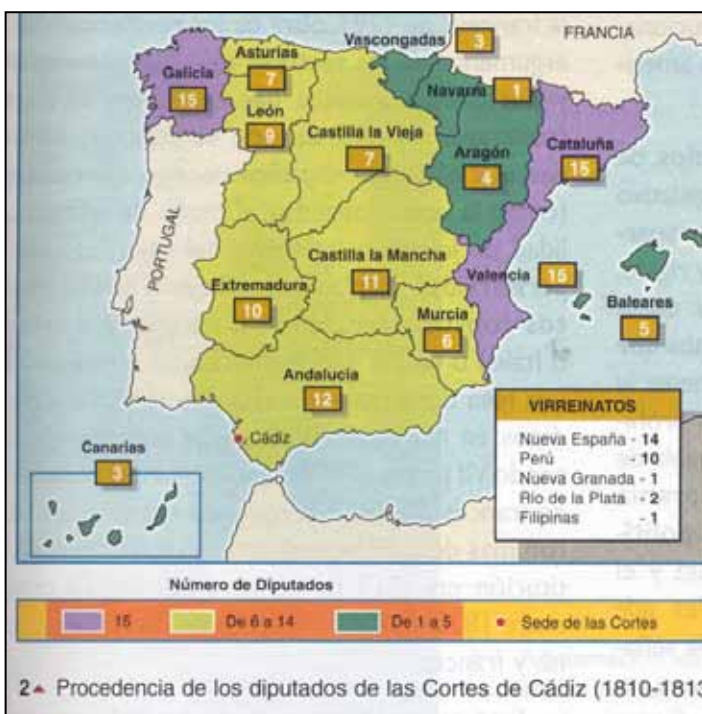 Vascongadas
3
FRANCIA
Asturias
7
Galicia
15
Navarra
1
León
9
Castilla la Vieja
7
Aragón
4
Cataluña
15
PORTUGAL
Castilla la Mancha
11
Extremadura
10
Valencia
15
Baleares
5
Murcia
6
Andalucía
12
Cádiz
Canarias
3
VIRREINATOS
Nueva España - 14
Perú - 10
Nueva Granada - 1
Río de la Plata - 2
Filipinas - 1
Número de Diputados
15
De 6 a 14
De 1 a 5
Sede de las Cortes
2 Procedencia de los diputados de las Cortes de Cádiz (1810-1813